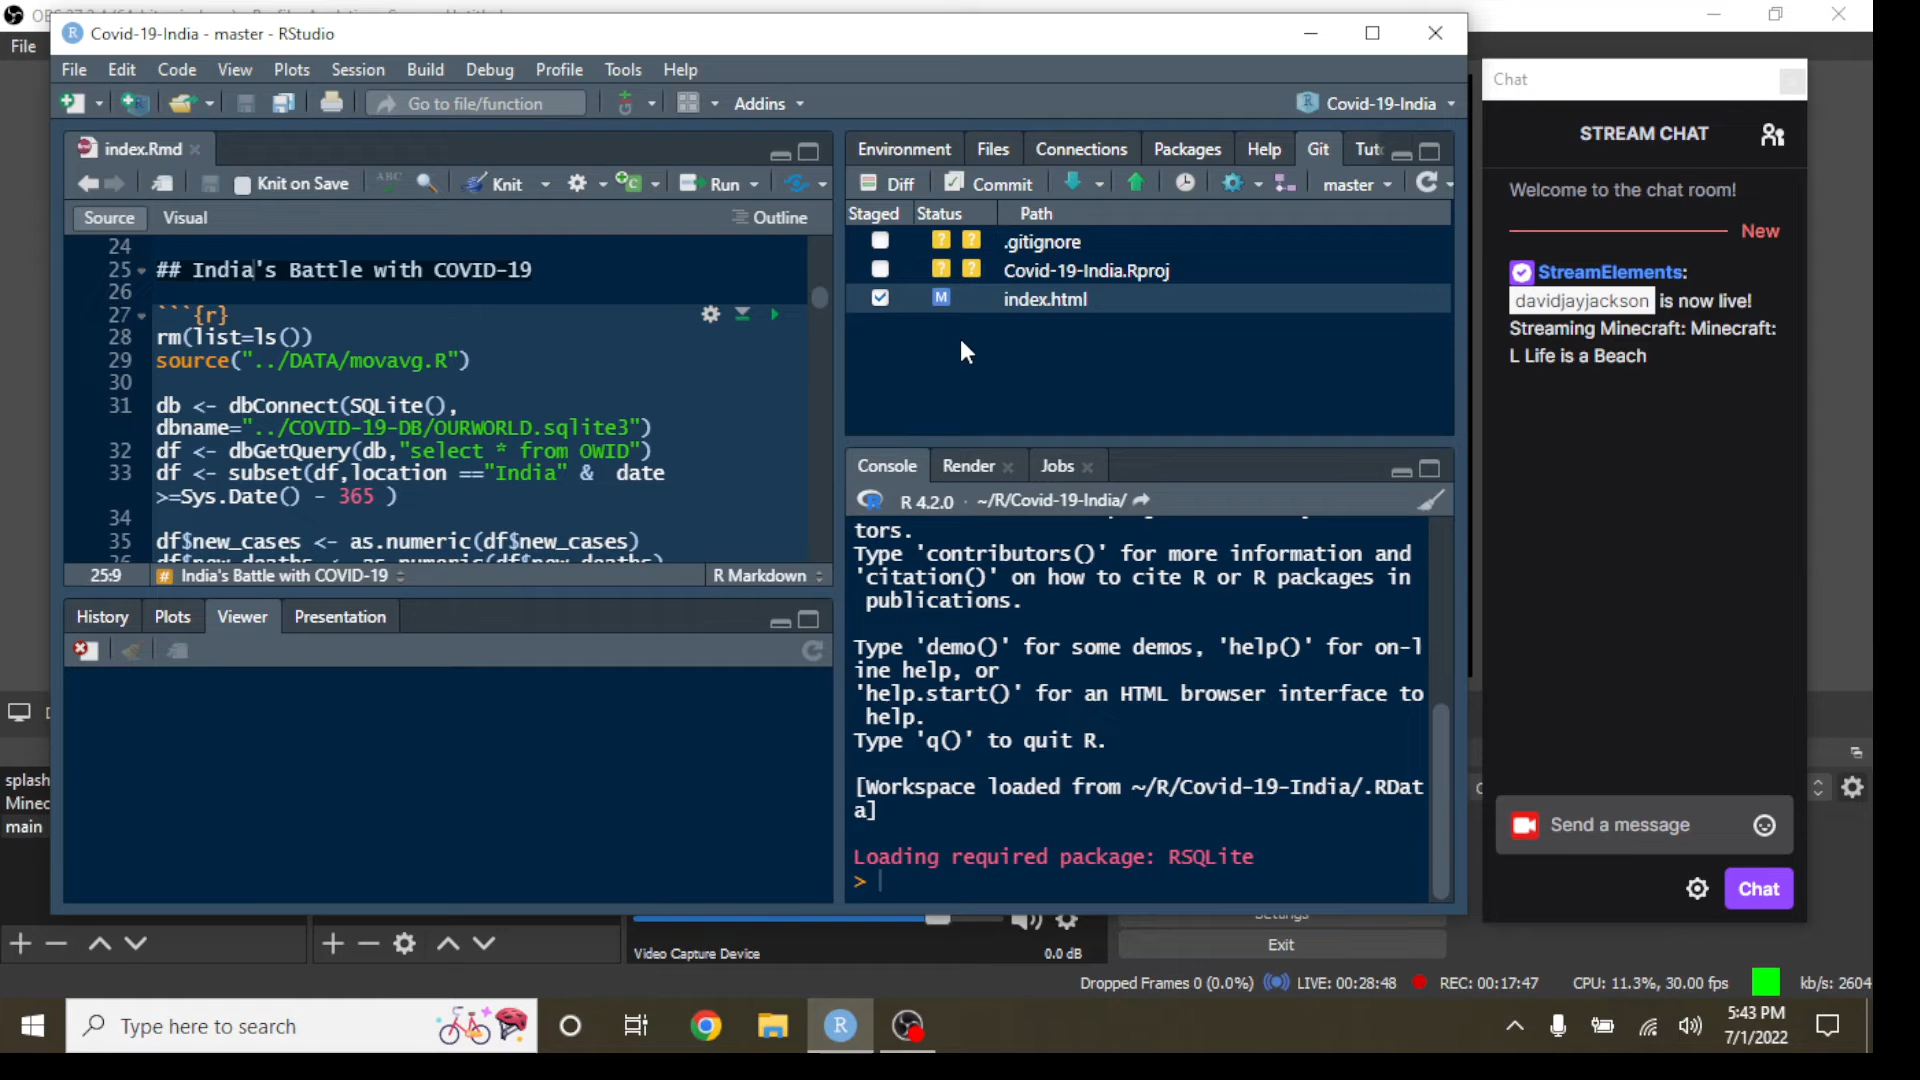 File
Covid-19-India - master - RStudio
File Edit Code View Plots Session Build Debug Profile Tools Help
Go to file/function
Addins
Covid-19-India
index.Rmd
Knit on Save
ABC
Knit
Run
Source Visual
Outline
24
25 ## India's Battle with COVID-19
26
27 ```{r}
28 rm(list=ls())
29 source("../DATA/movavg.R")
30
31 db <- dbConnect(SQLite(),
dbname="../COVID-19-DB/OURWORLD.sqlite3")
32 df <- dbGetQuery(db,"select * from OWID")
33 df <- subset(df,location =="India" & date
>=Sys.Date() - 365 )
34
35 df$new_cases <- as.numeric(df$new_cases)
25:9 # India's Battle with COVID-19
R Markdown
History Plots Viewer Presentation
Environment Files Connections Packages Help Git
Diff Commit
master
Staged Status Path
? ? .gitignore
? ? Covid-19-India.Rproj
M index.html
Console Render Jobs
R 4.2.0 · ~/R/Covid-19-India/
tors.
Type 'contributors()' for more information and
'citation()' on how to cite R or R packages in
publications.
Type 'demo()' for some demos, 'help()' for on-l
ine help, or
'help.start()' for an HTML browser interface to
help.
Type 'q()' to quit R.
[Workspace loaded from ~/R/Covid-19-India/.RDat
a]
Loading required package: RSQLite
>
Chat
STREAM CHAT
Welcome to the chat room!
New
StreamElements:
davidjayjackson is now live!
Streaming Minecraft: Minecraft:
L Life is a Beach
Send a message
Chat
splash
Minec
main
Video Capture Device
0.0 dB
Settings
Exit
Dropped Frames 0 (0.0%) LIVE: 00:28:48 REC: 00:17:47 CPU: 11.3%, 30.00 fps kb/s: 2604
Type here to search
5:43 PM
7/1/2022